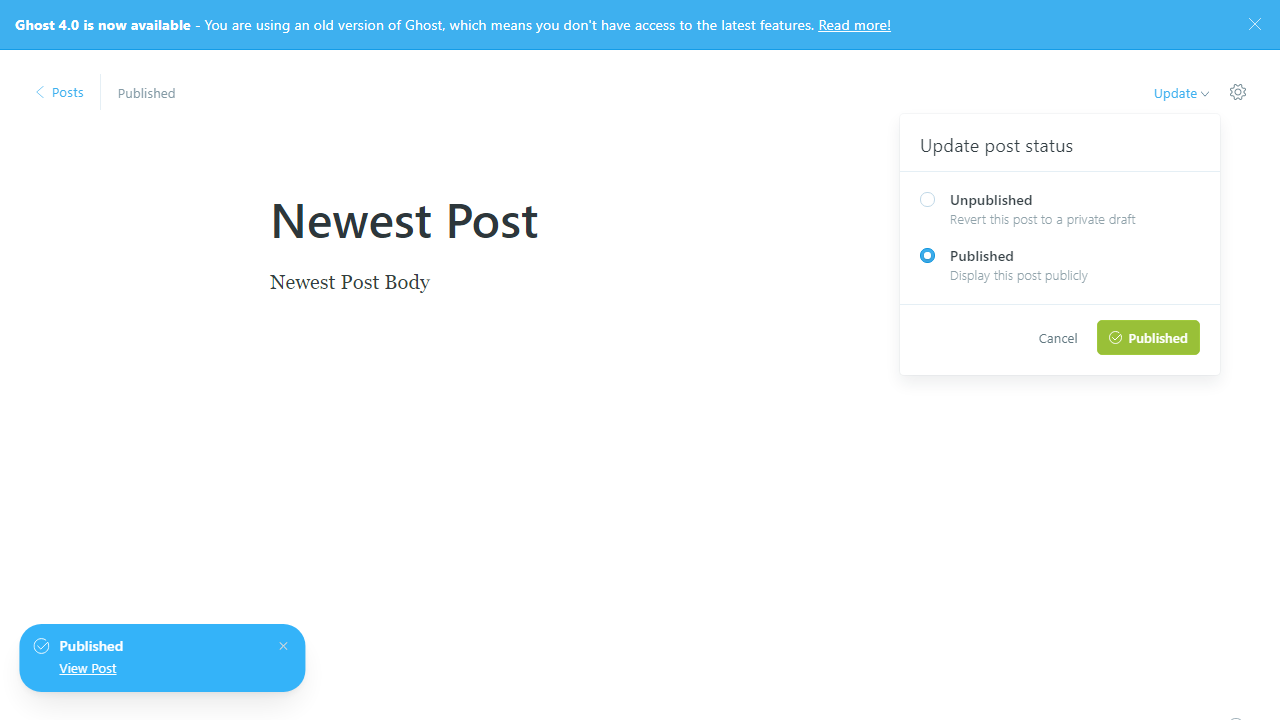 Ghost 4.0 is now available - You are using an old version of Ghost, which means you don't have access to the latest features. Read more!
Posts
Published
Update
Update post status
Unpublished
Revert this post to a private draft
Published
Display this post publicly
Cancel
Published
Newest Post
Newest Post Body
Published
View Post